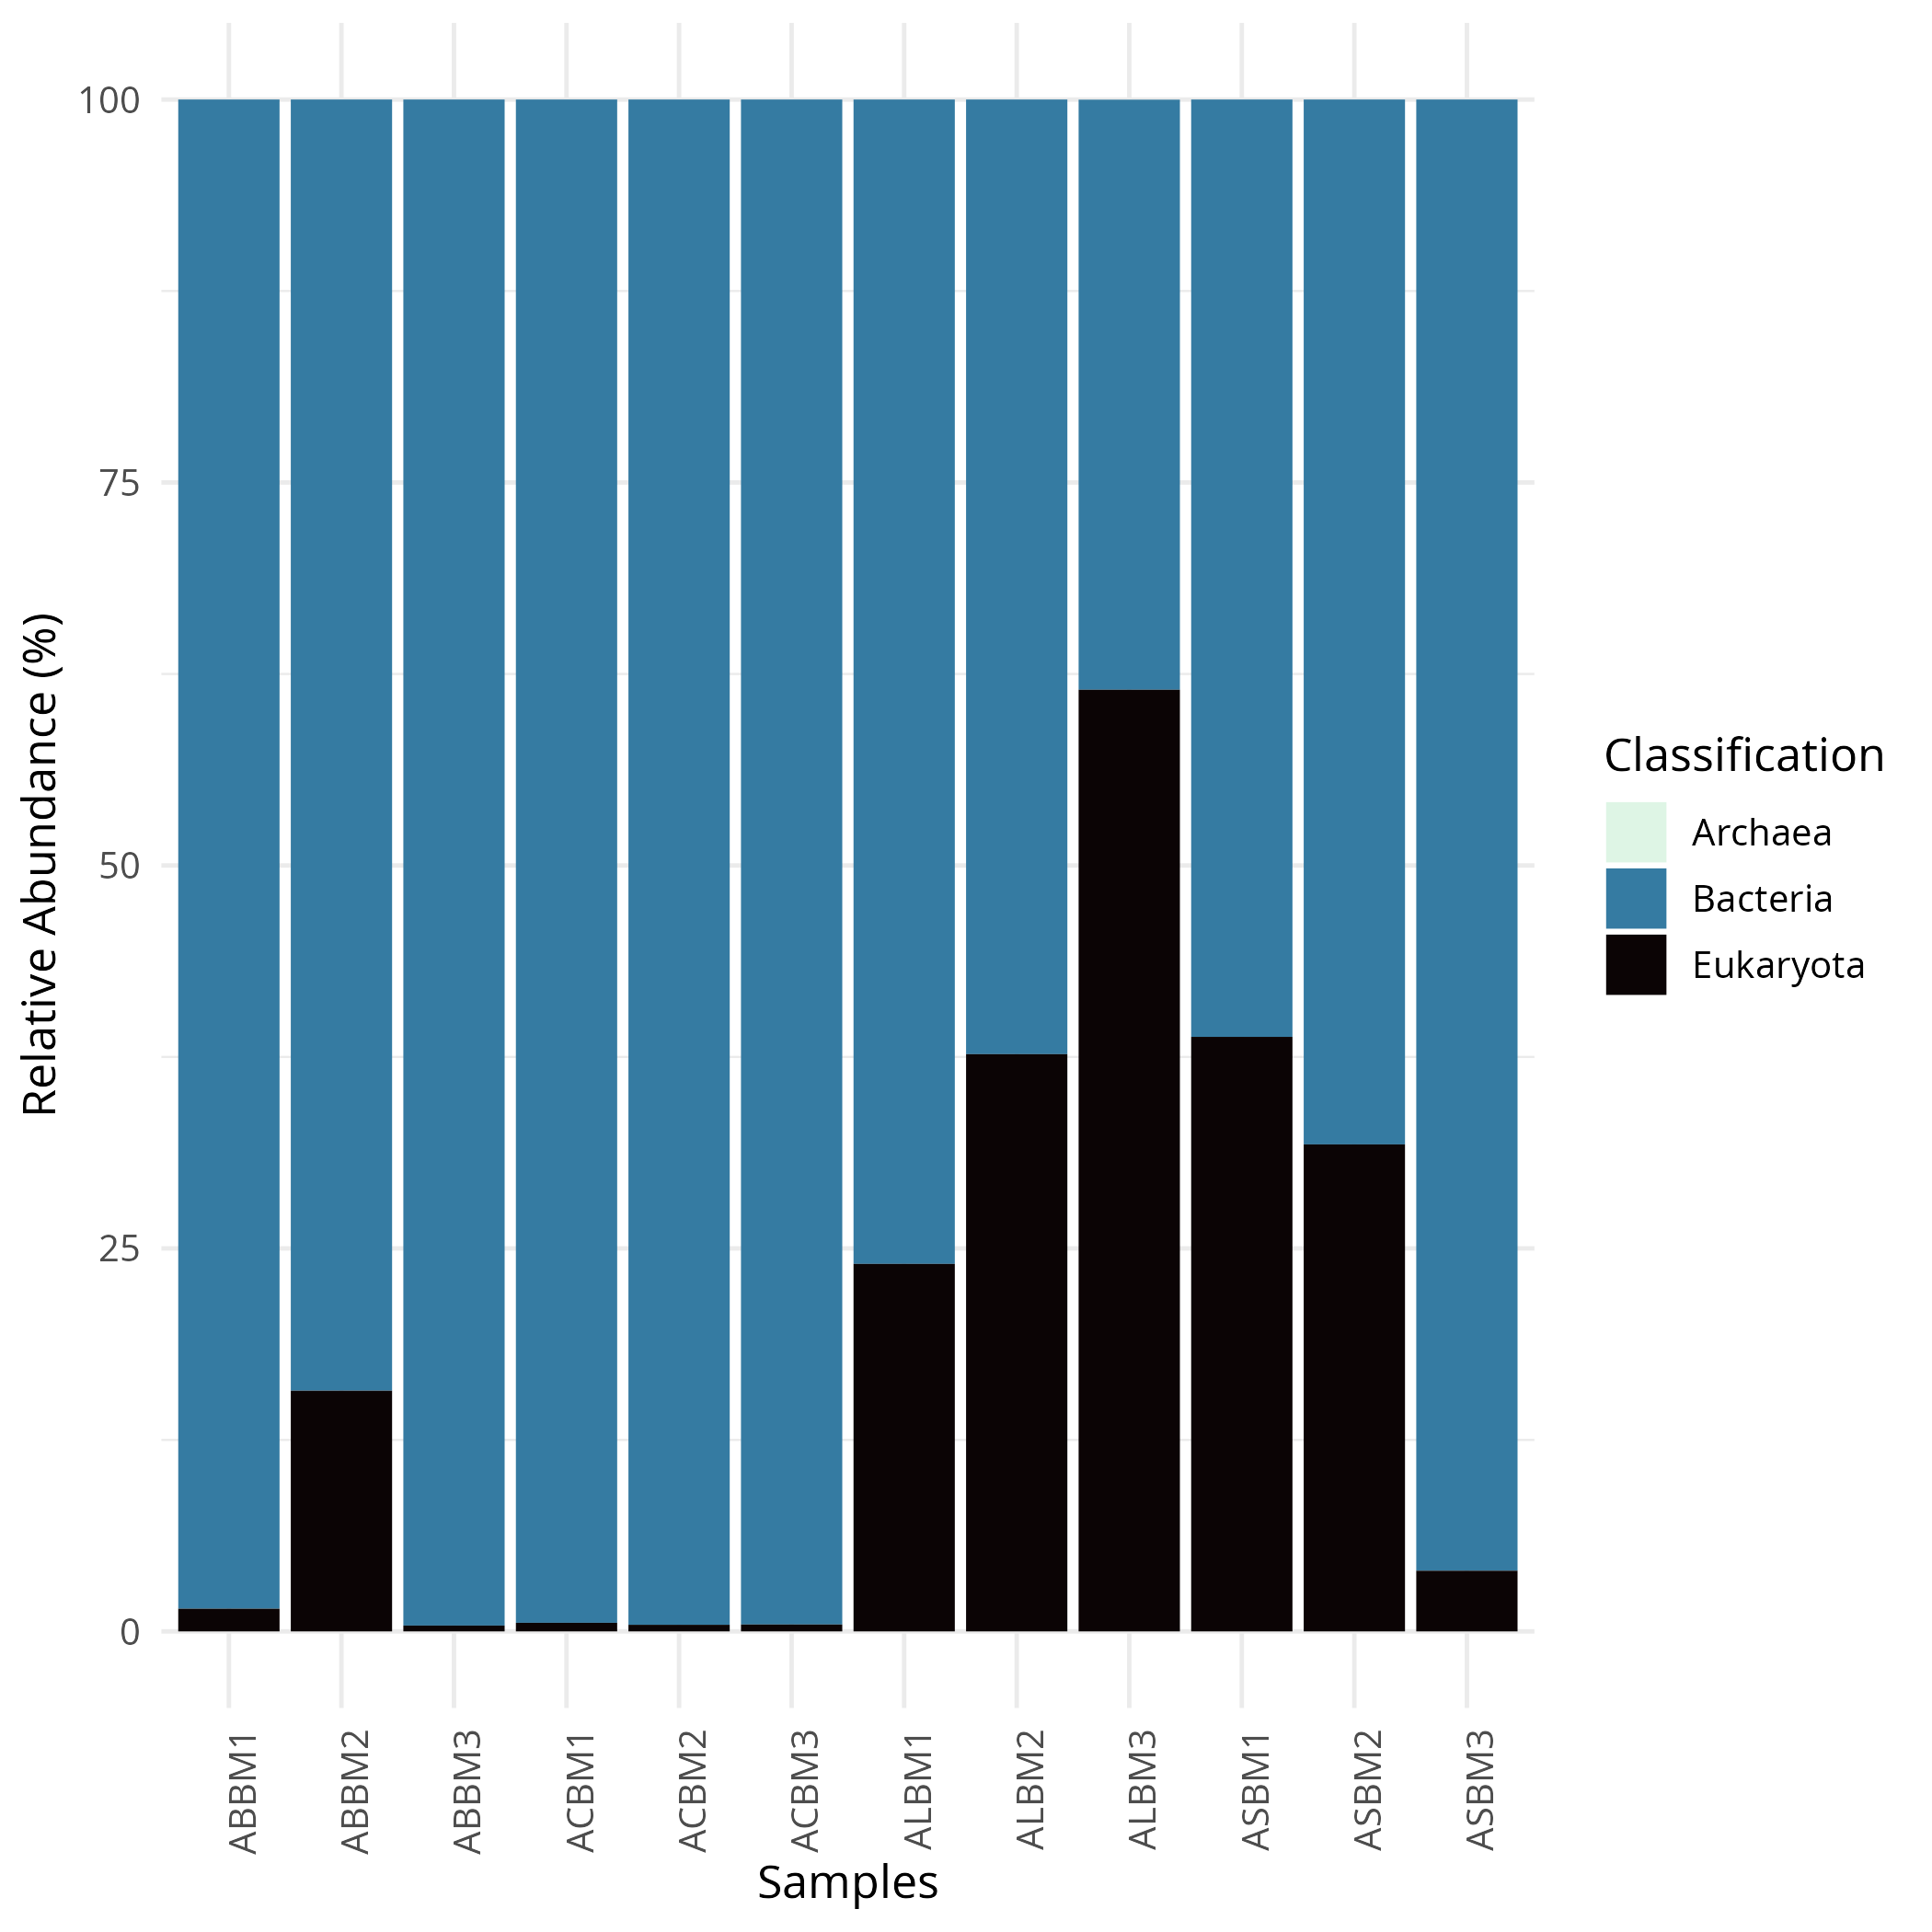 Relative Abundance (%)
100
75
50
25
0
ABBM1
ABBM2
ABBM3
ACBM1
ACBM2
ACBM3
ALBM1
ALBM2
ALBM3
ASBM1
ASBM2
ASBM3
Samples
Classification
Archaea
Bacteria
Eukaryota